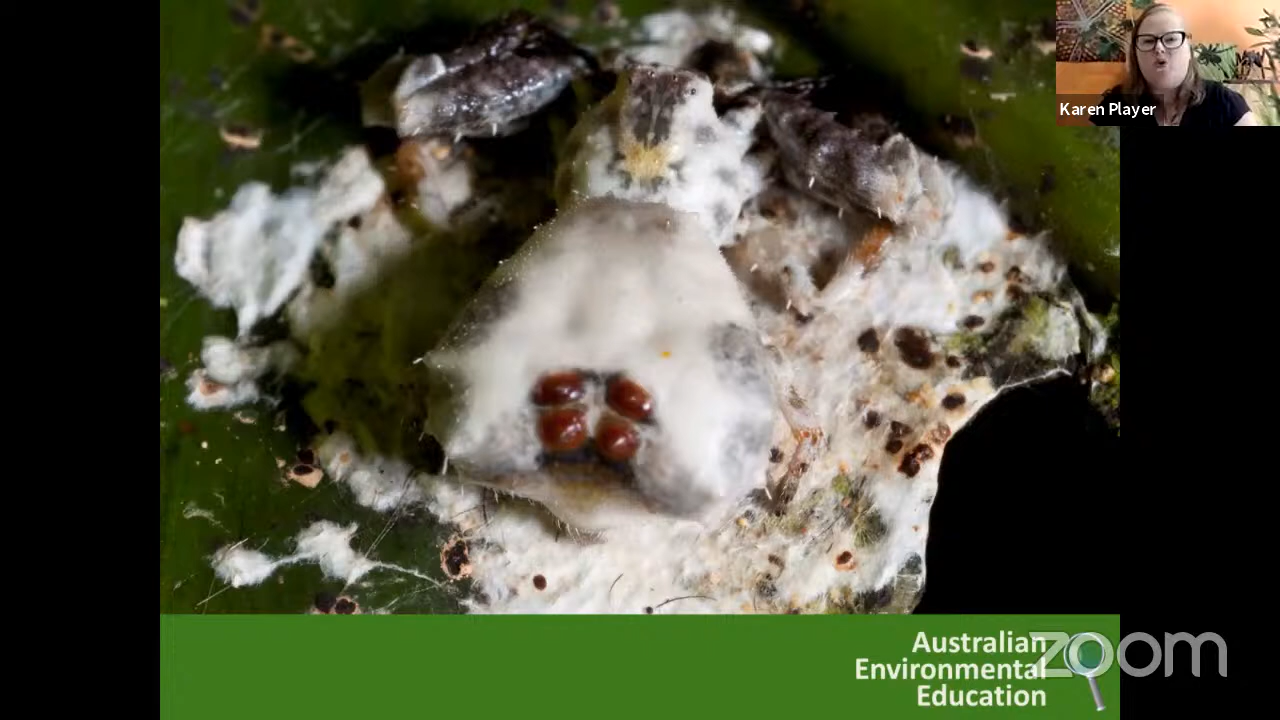 Karen Player
Australian
Environmental
Education
zoom